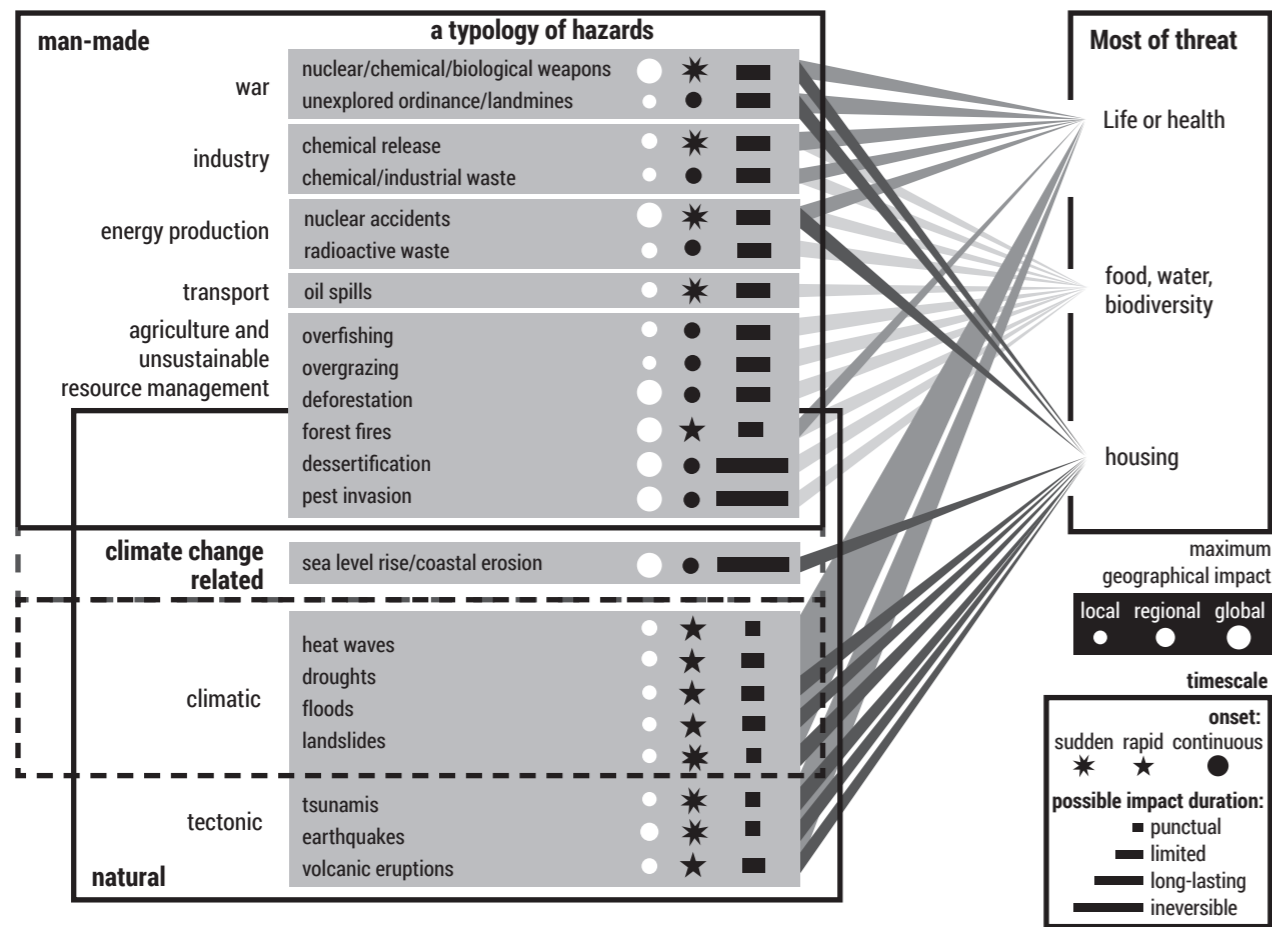 man-made
a typology of hazards
war
nuclear/chemical/biological weapons
unexplored ordinance/landmines
industry
chemical release
chemical/industrial waste
energy production
nuclear accidents
radioactive waste
transport
oil spills
agriculture and
unsustainable
resource management
overfishing
overgrazing
deforestation
forest fires
dessertification
pest invasion
climate change
related
sea level rise/coastal erosion
climatic
heat waves
droughts
floods
landslides
tectonic
tsunamis
earthquakes
volcanic eruptions
natural
Most of threat
Life or health
food, water,
biodiversity
housing
maximum
geographical impact
local regional global
timescale
onset:
sudden rapid continuous
possible impact duration:
punctual
limited
long-lasting
ineversible